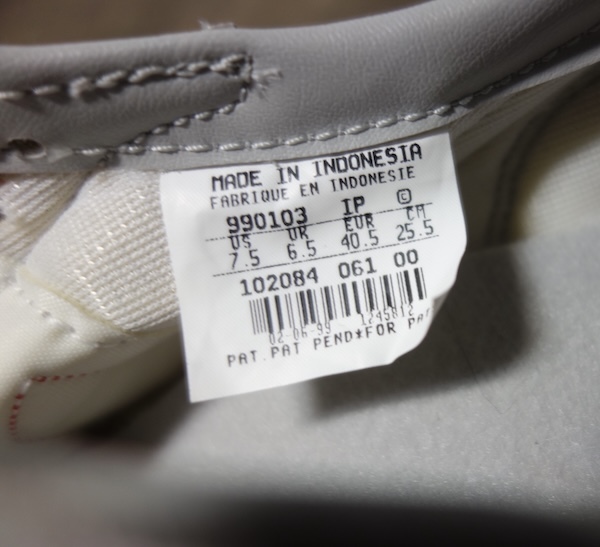 MADE IN INDONESIA
FABRIQUE EN INDONESIE
990103 IP ©
US UK EUR CM
7.5 6.5 40.5 25.5
102084 061 00
02-06-99 1245812
PAT.PAT PEND*FOR